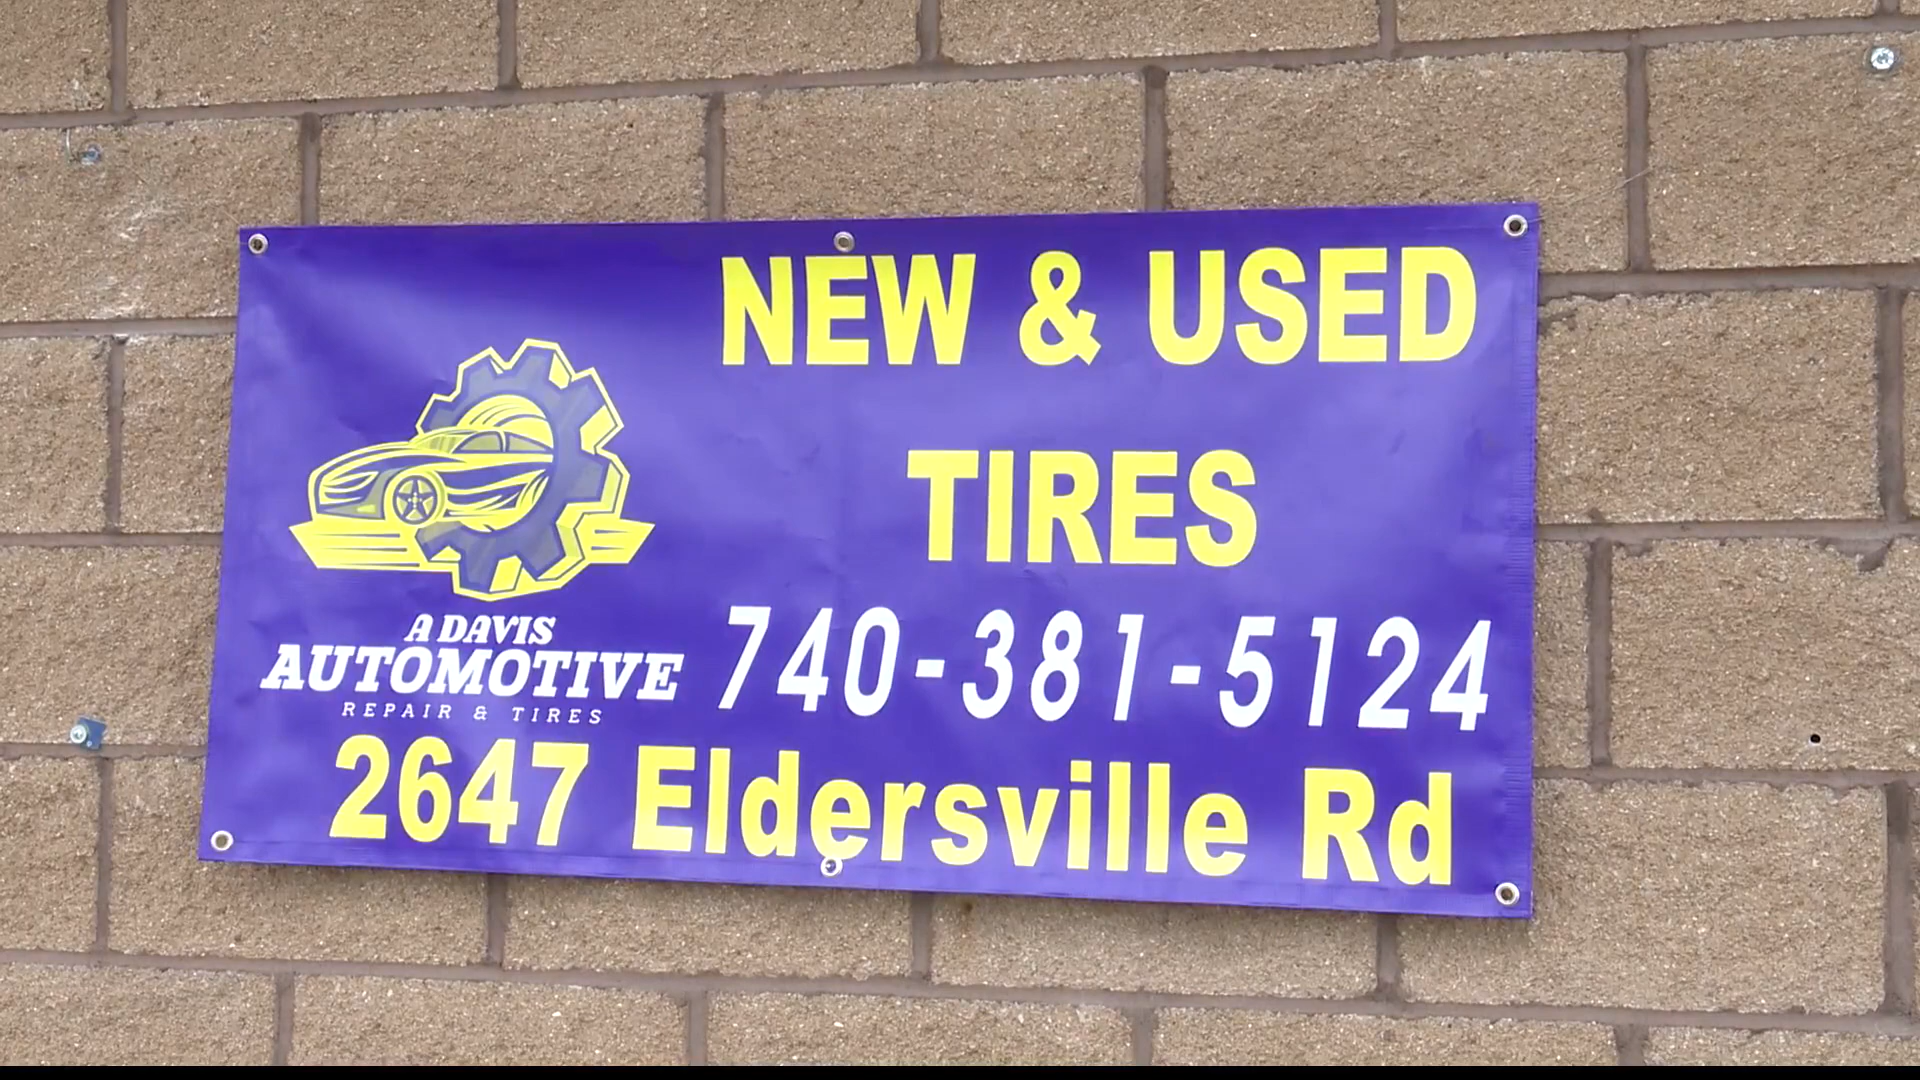 NEW & USED
TIRES
A DAVIS
AUTOMOTIVE
REPAIR & TIRES
740-381-5124
2647 Eldersville Rd